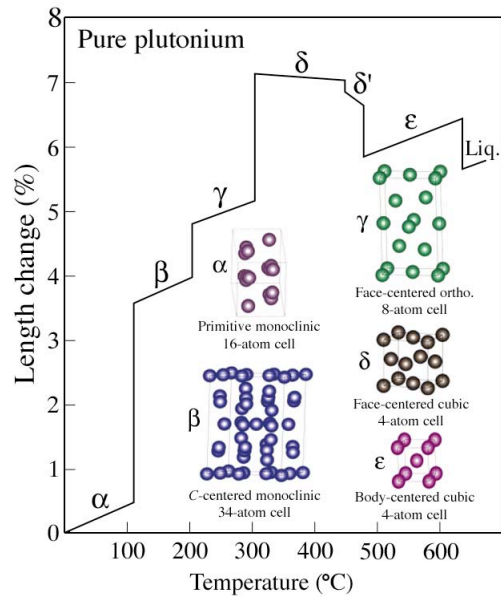 Pure plutonium
Length change (%)
8
7
6
5
4
3
2
1
0
α
β
γ
δ
δ'
ε
Liq.
α
Primitive monoclinic
16-atom cell
β
C-centered monoclinic
34-atom cell
γ
Face-centered ortho.
8-atom cell
δ
Face-centered cubic
4-atom cell
ε
Body-centered cubic
4-atom cell
100 200 300 400 500 600
Temperature (ºC)